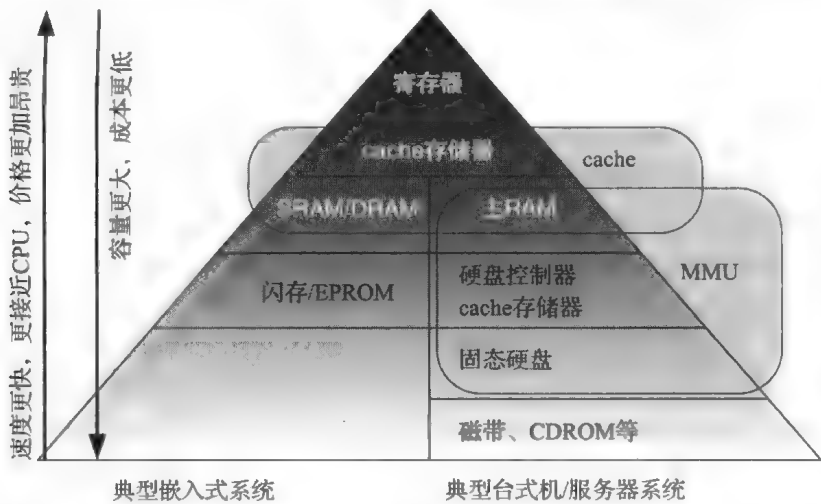 速度更快，更接近CPU，价格更加昂贵
容量更大，成本更低
寄存器
cache存储器
cache
SRAM/DRAM
主RAM
闪存/EPROM
硬盘控制器
cache存储器
MMU
固态硬盘
磁带、CDROM等
典型嵌入式系统
典型台式机/服务器系统